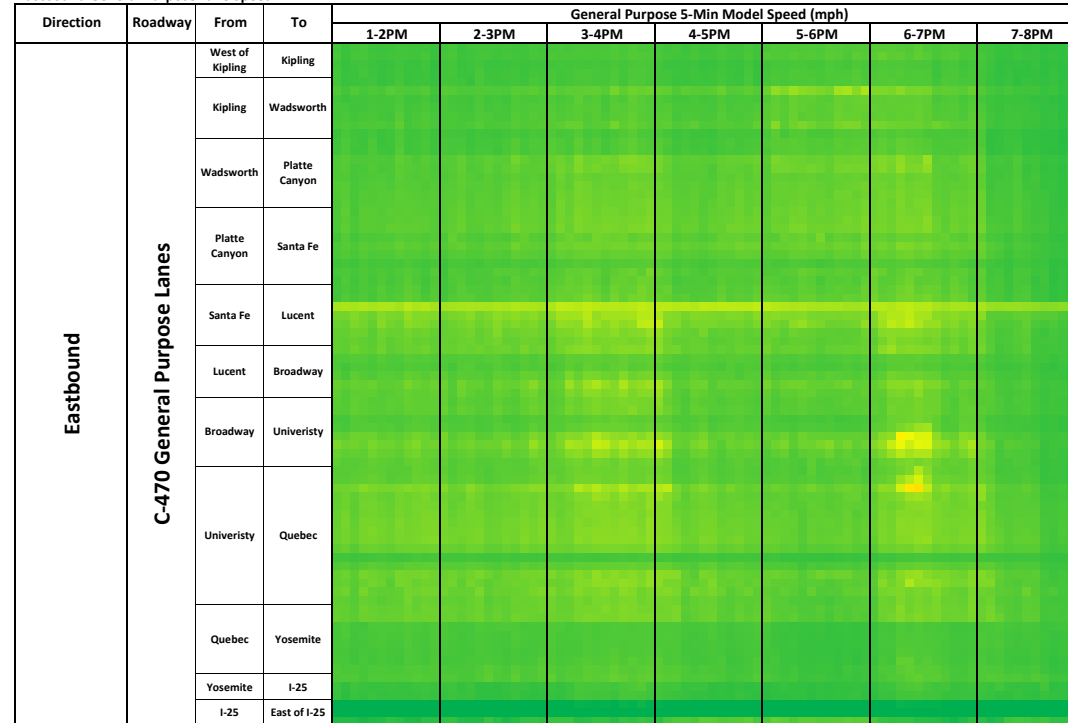 General Purpose 5-Min Model Speed (mph)
Direction Roadway From To
1-2PM 2-3PM 3-4PM 4-5PM 5-6PM 6-7PM 7-8PM
Eastbound
C-470 General Purpose Lanes
West of Kipling Kipling
Kipling Wadsworth
Wadsworth Platte Canyon
Platte Canyon Santa Fe
Santa Fe Lucent
Lucent Broadway
Broadway Univeristy
Univeristy Quebec
Quebec Yosemite
Yosemite I-25
I-25 East of I-25